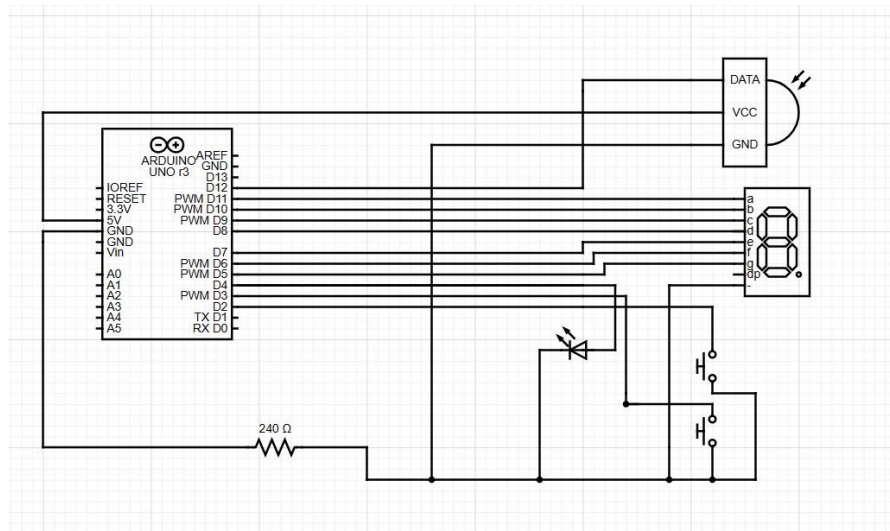 DATA
VCC
GND
ARDUINO
UNO r3
AREF
GND
D13
D12
PWM D11
PWM D10
PWM D9
D8
D7
PWM D6
PWM D5
D4
PWM D3
D2
TX D1
RX D0
IOREF
RESET
3.3V
5V
GND
GND
Vin
A0
A1
A2
A3
A4
A5
a
b
c
d
e
f
g
dp
-
240 Ω